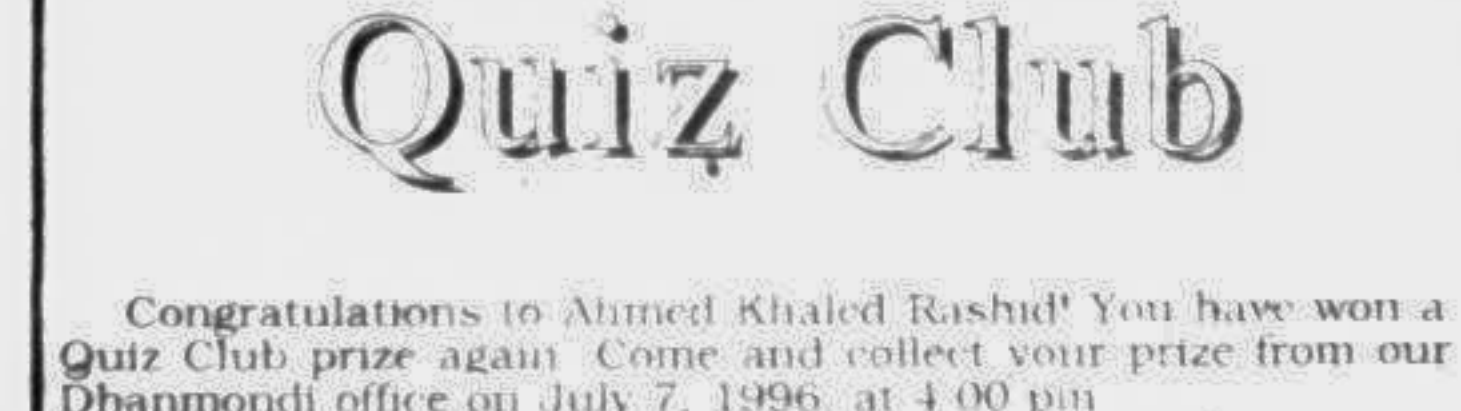 Quiz Club
Congratulations to Ahmed Khaled Rashid! You have won a
Quiz Club prize again. Come and collect your prize from our
Dhanmondi office on July 7, 1996, at 4.00 pm